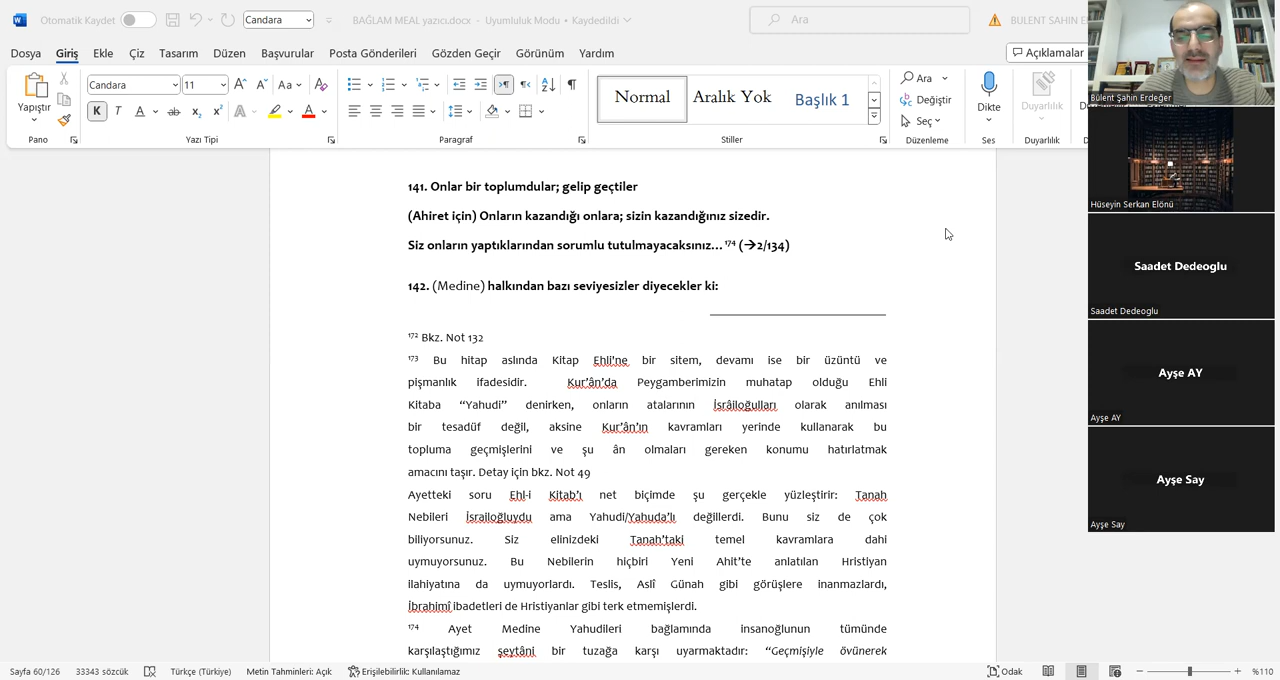 Otomatik Kaydet
Candara
BAĞLAM MEAL yazıcı.docx - Uyumluluk Modu • Kaydedildi
Ara
BULENT SAHIN E
Dosya Giriş Ekle Çiz Tasarım Düzen Başvurular Posta Gönderileri Gözden Geçir Görünüm Yardım
Açıklamalar
Yapıştır
Candara 11
K T A ab x₂ x² A A
Normal Aralık Yok Başlık 1
Ara
Değiştir
Seç
Dikte
Duyarlılık
Pano Yazı Tipi Paragraf Stiller Düzenleme Ses Duyarlılık
Bülent Şahin Erdeğer
Hüseyin Serkan Elönü
Saadet Dedeoglu
Saadet Dedeoglu
Ayşe AY
Ayşe AY
Ayşe Say
Ayşe Say
141. Onlar bir toplumdular; gelip geçtiler
(Ahiret için) Onların kazandığı onlara; sizin kazandığınız sizedir.
Siz onların yaptıklarından sorumlu tutulmayacaksınız…¹⁷⁴ (→2/134)
142. (Medine) halkından bazı seviyesizler diyecekler ki:
¹⁷² Bkz. Not 132
¹⁷³ Bu hitap aslında Kitap Ehli'ne bir sitem, devamı ise bir üzüntü ve
pişmanlık ifadesidir. Kur’ân’da Peygamberimizin muhatap olduğu Ehli
Kitaba “Yahudi” denirken, onların atalarının İsrâiloğulları olarak anılması
bir tesadüf değil, aksine Kur’ân’ın kavramları yerinde kullanarak bu
topluma geçmişlerini ve şu ân olmaları gereken konumu hatırlatmak
amacını taşır. Detay için bkz. Not 49
Ayetteki soru Ehl-i Kitab’ı net biçimde şu gerçekle yüzleştirir: Tanah
Nebileri İsrailoğluydu ama Yahudi/Yahuda’lı değillerdi. Bunu siz de çok
biliyorsunuz. Siz elinizdeki Tanah’taki temel kavramlara dahi
uymuyorsunuz. Bu Nebilerin hiçbiri Yeni Ahit’te anlatılan Hristiyan
ilahiyatına da uymuyorlardı. Teslis, Aslî Günah gibi görüşlere inanmazlardı,
İbrahimî ibadetleri de Hristiyanlar gibi terk etmemişlerdi.
¹⁷⁴ Ayet Medine Yahudileri bağlamında insanoğlunun tümünde
karşılaştığımız şeytâni bir tuzağa karşı uyarmaktadır: “Geçmişiyle övünerek
Sayfa 60/126 33343 sözcük Türkçe (Türkiye) Metin Tahminleri: Açık Erişilebilirlik: Kullanılamaz Odak %110